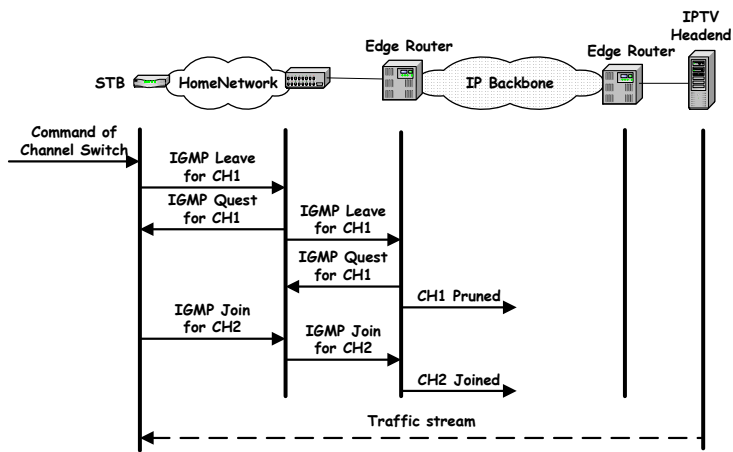 IPTV
Headend
Edge Router
Edge Router
STB
HomeNetwork
IP Backbone
Command of
Channel Switch
IGMP Leave
for CH1
IGMP Quest
for CH1
IGMP Leave
for CH1
IGMP Quest
for CH1
CH1 Pruned
IGMP Join
for CH2
IGMP Join
for CH2
CH2 Joined
Traffic stream